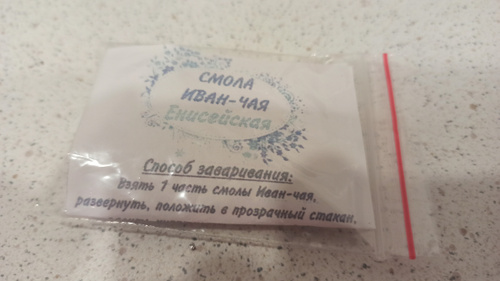 СМОЛА
ИВАН-ЧАЯ
Енисейская
Способ заваривания:
Взять 1 часть смолы Иван-чая,
развернуть, положить в прозрачный стакан,